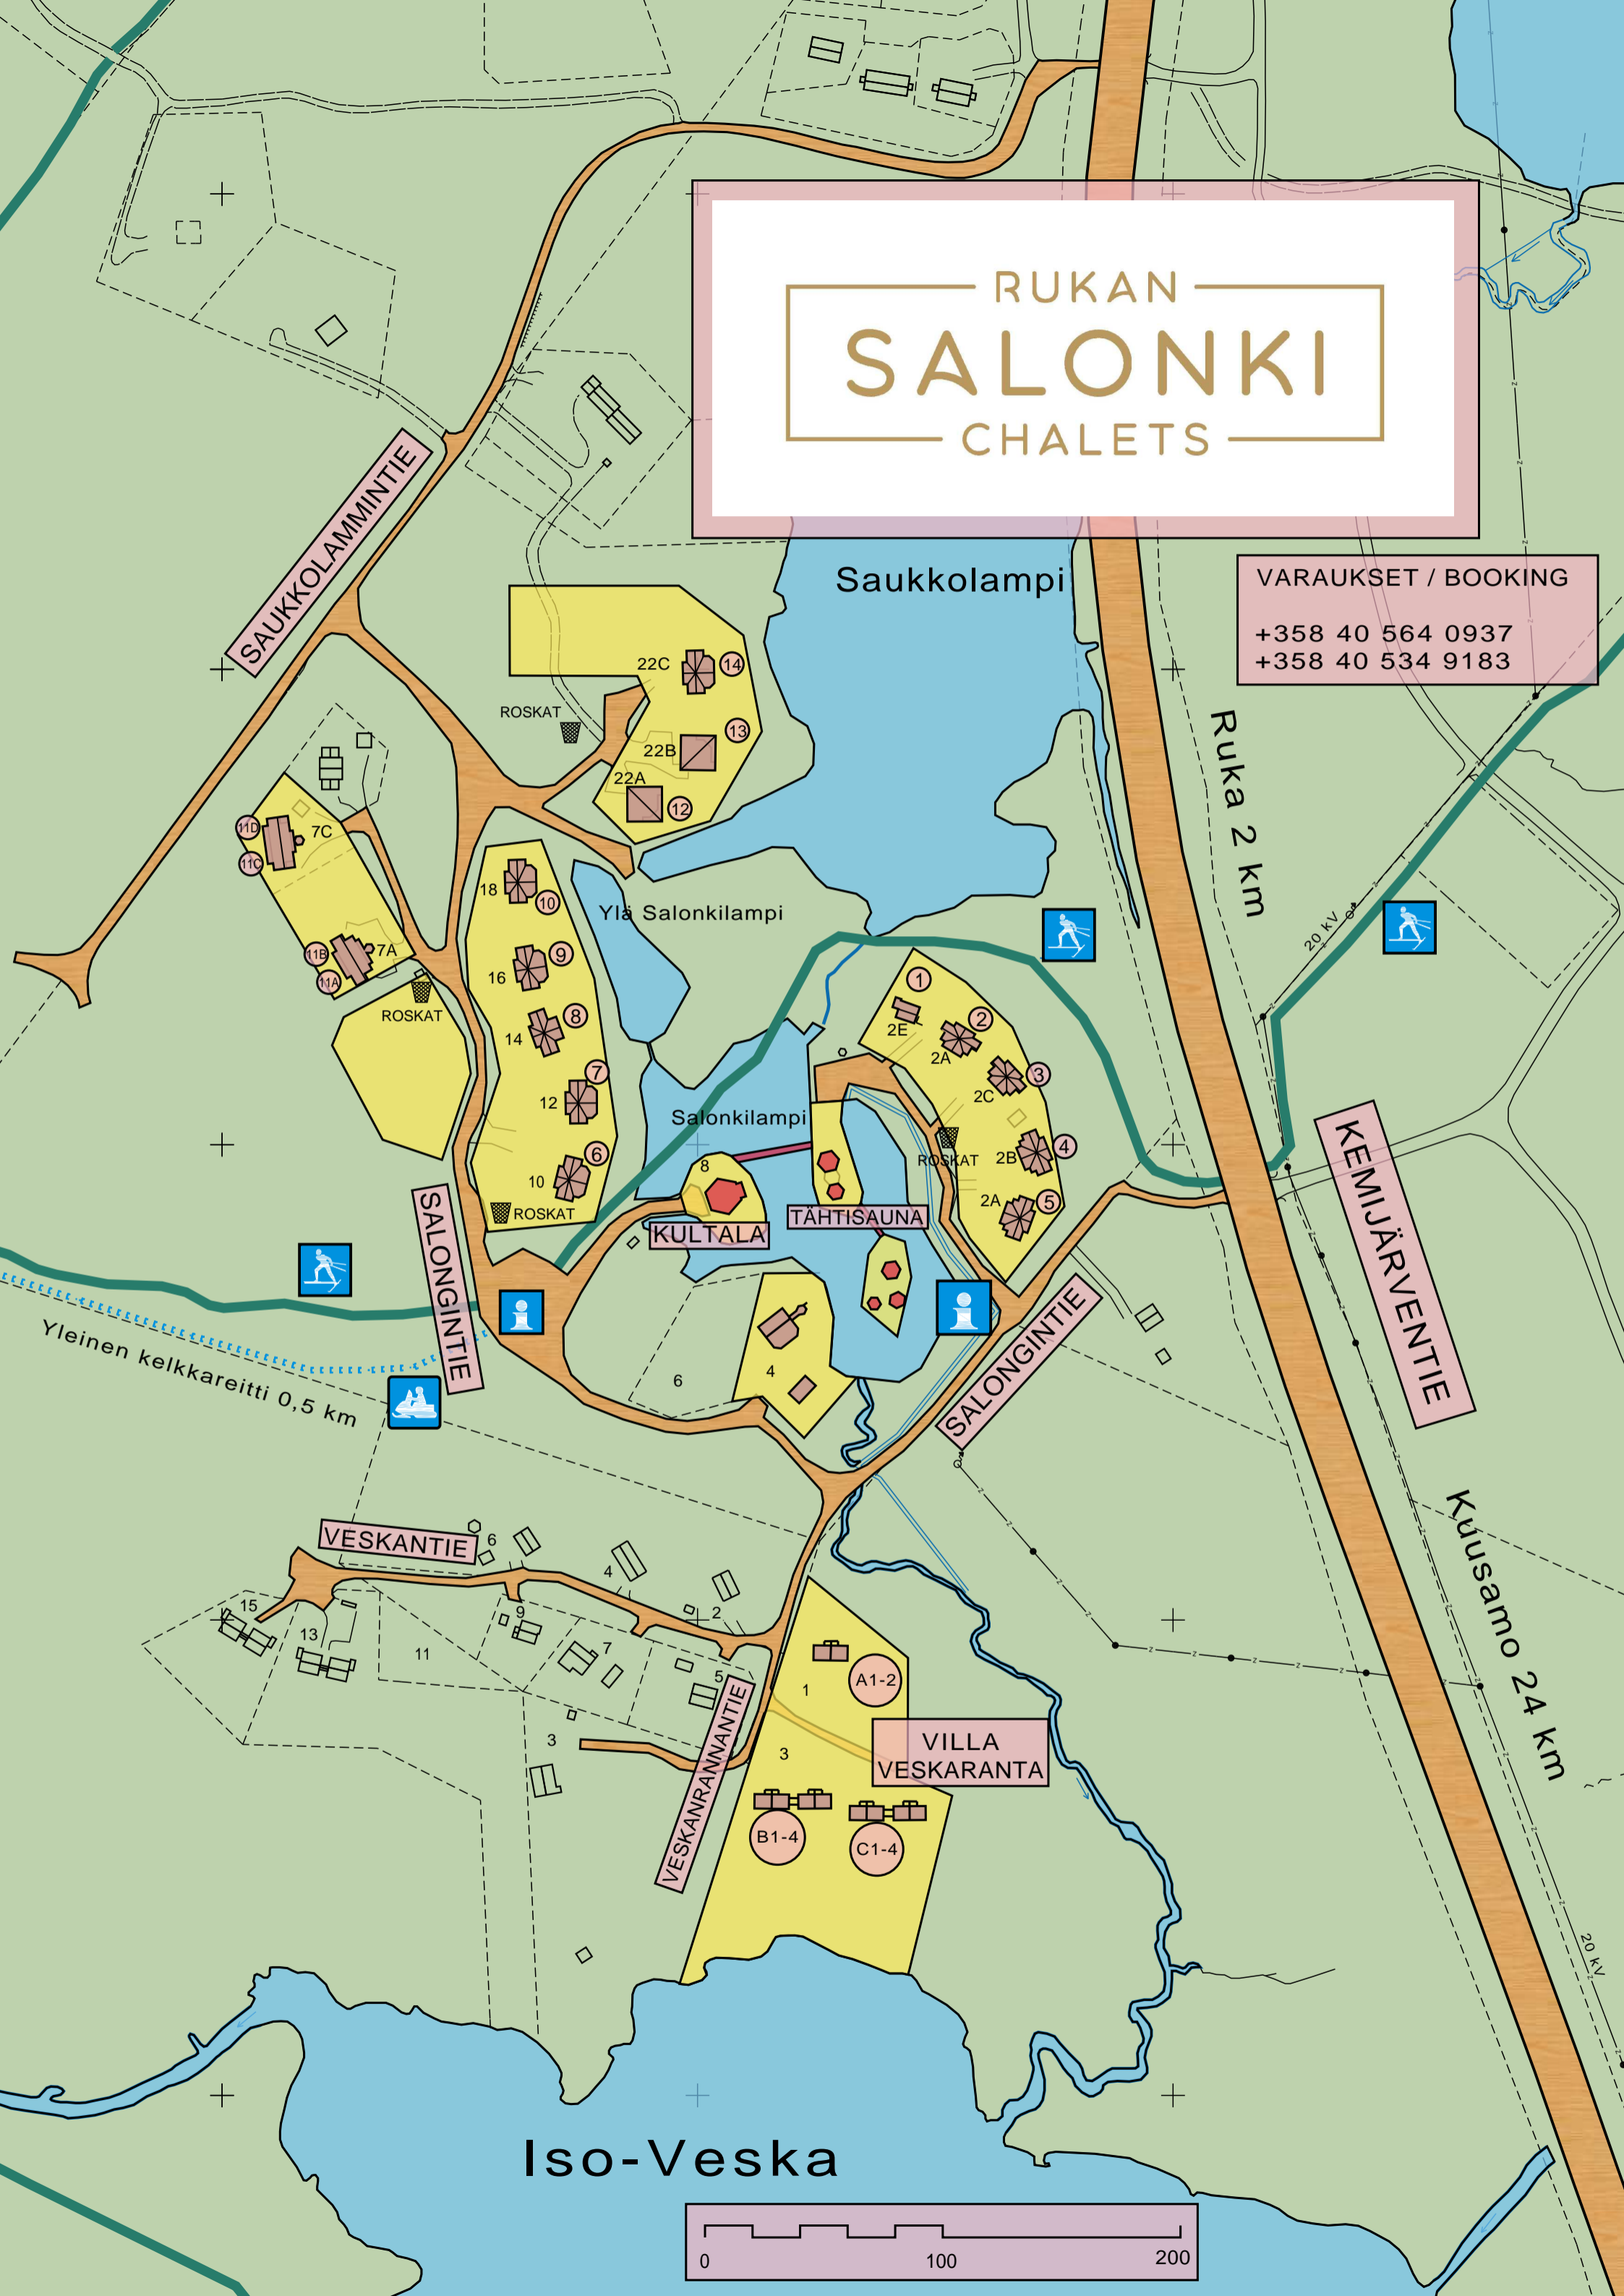 RUKAN
SALONKI
CHALETS
SAUKKOLAMMINTIE
Saukkolampi
VARAUKSET / BOOKING
+358 40 564 0937
+358 40 534 9183
Ruka 2 km
22C
14
ROSKAT
13
22B
22A
12
11D
7C
11C
18
10
Ylä Salonkilampi
20 kV
11B
7A
11A
16
9
ROSKAT
14
8
1
2E
2
2A
3
2C
7
12
Salonkilampi
KEMIJÄRVENTIE
ROSKAT
2B
4
6
10
8
2A
5
ROSKAT
KULTALA
TÄHTISAUNA
SALONGINTIE
SALONGINTIE
Yleinen kelkkareitti 0,5 km
4
6
Kuusamo 24 km
VESKANTIE
6
4
2
15
13
11
9
7
5
3
VESKANRANNANTIE
1
A1-2
VILLA
VESKARANTA
3
B1-4
C1-4
20 kV
Iso-Veska
0
100
200